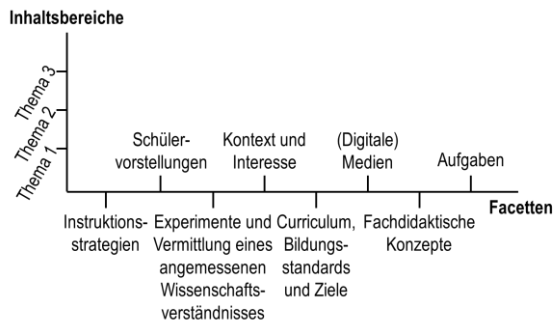 Inhaltsbereiche
Thema 3
Thema 2
Thema 1
Schüler-
vorstellungen
Kontext und
Interesse
(Digitale)
Medien
Aufgaben
Facetten
Instruktions-
strategien
Experimente und
Vermittlung eines
angemessenen
Wissenschafts-
verständnisses
Curriculum,
Bildungs-
standards
und Ziele
Fachdidaktische
Konzepte